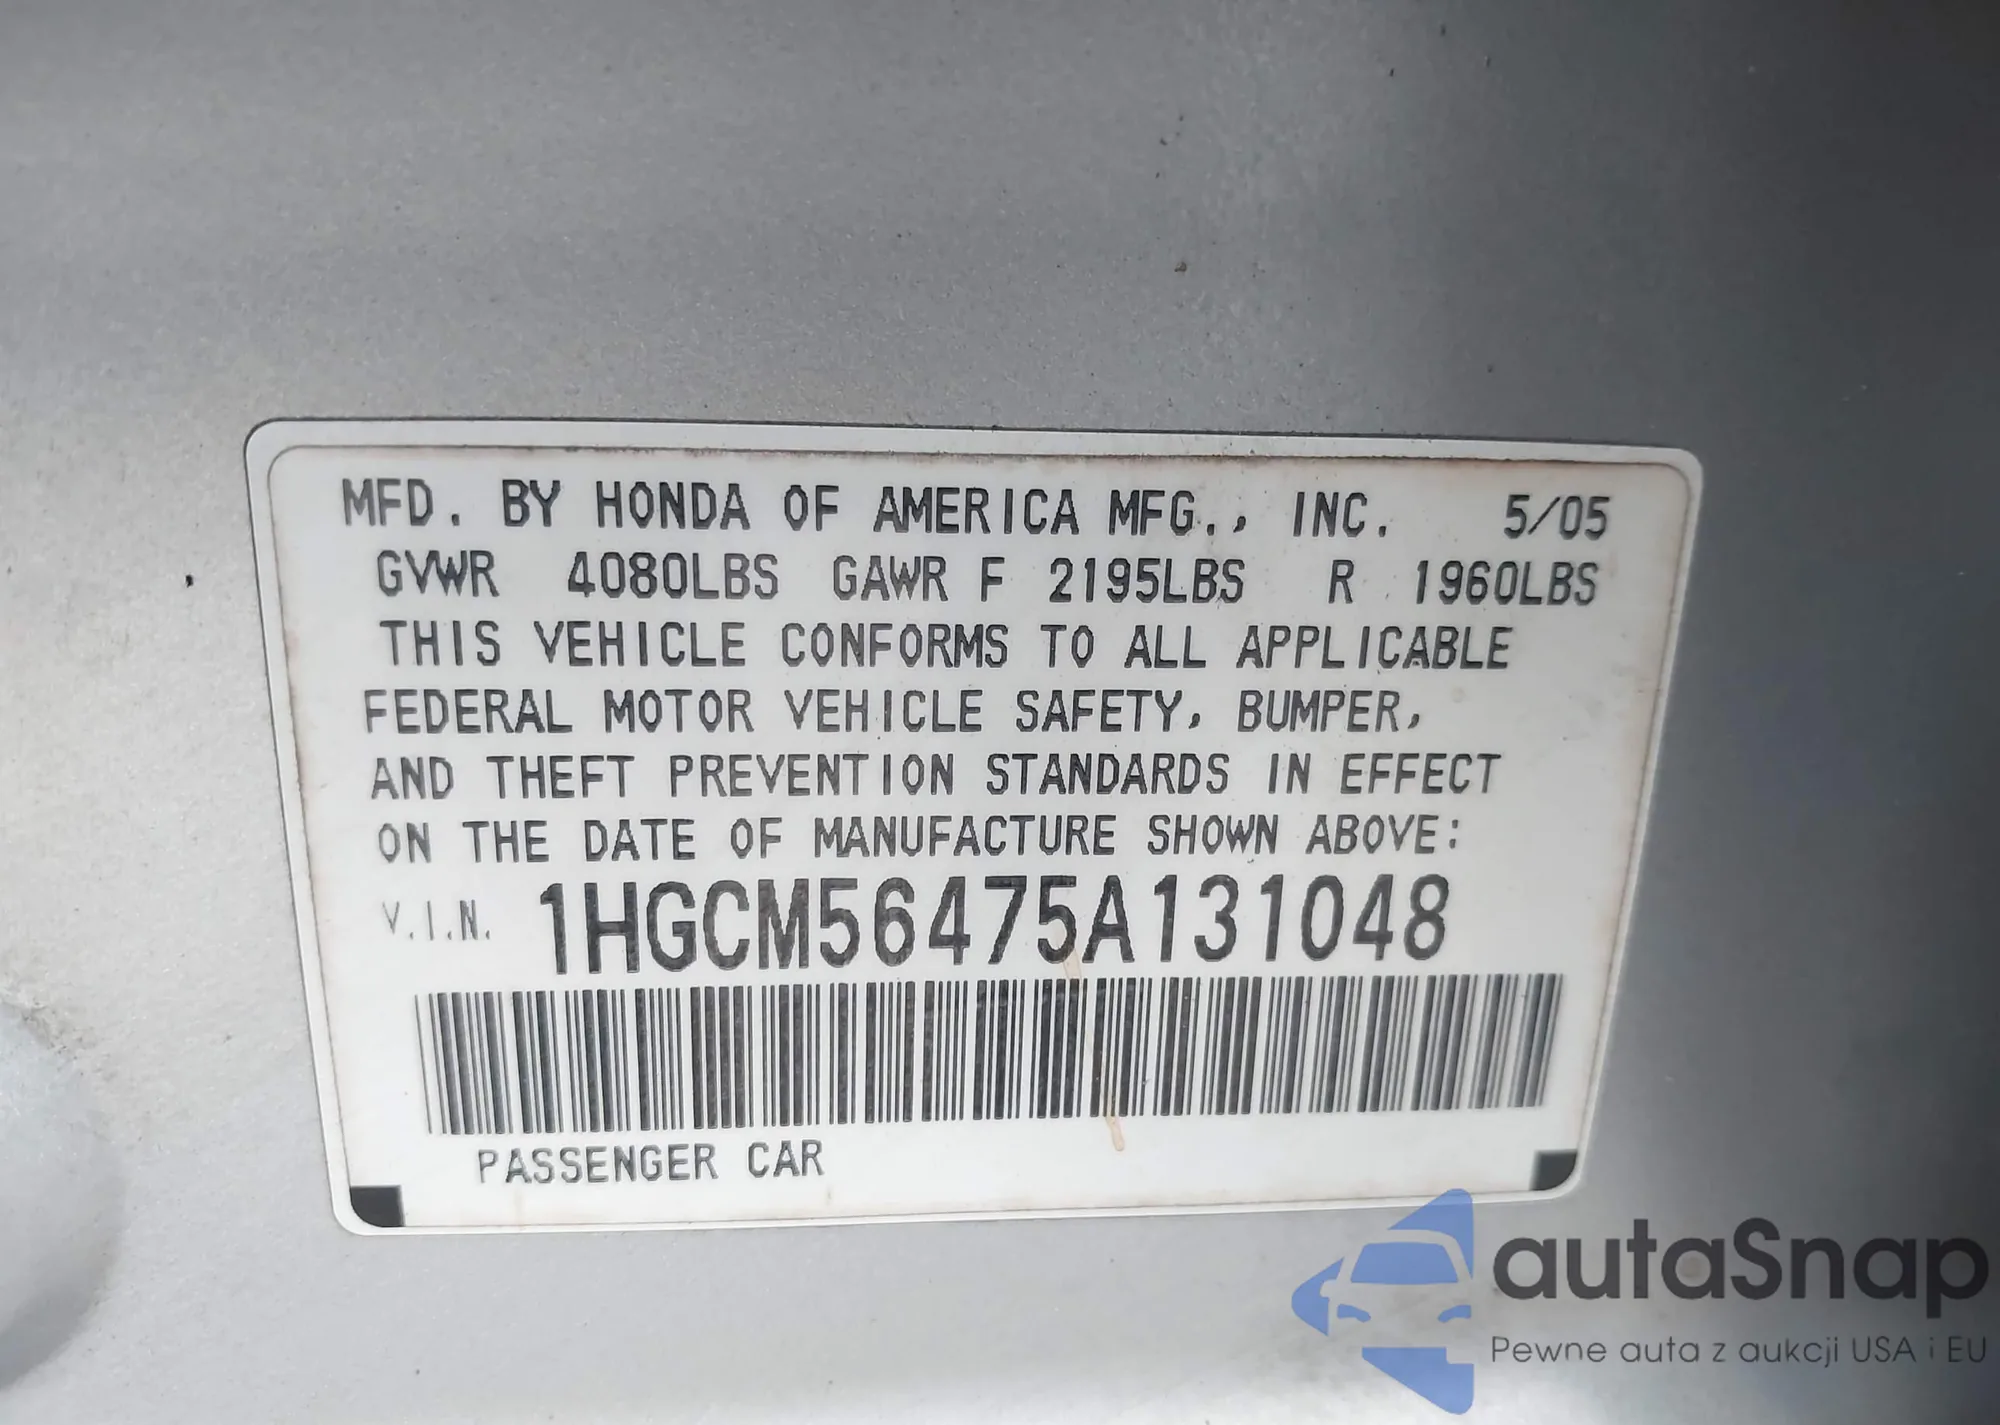 MFD. BY HONDA OF AMERICA MFG., INC. 5/05
GVWR 4080LBS GAWR F 2195LBS R 1960LBS
THIS VEHICLE CONFORMS TO ALL APPLICABLE
FEDERAL MOTOR VEHICLE SAFETY, BUMPER,
AND THEFT PREVENTION STANDARDS IN EFFECT
ON THE DATE OF MANUFACTURE SHOWN ABOVE:
V.I.N. 1HGCM56475A131048
PASSENGER CAR
autaSnap
Pewne auta z aukcji USA i EU